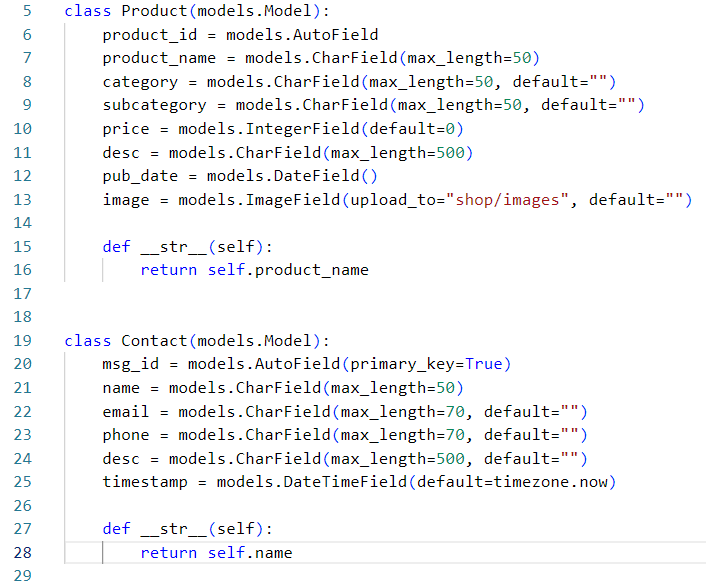 5 class Product(models.Model):
6     product_id = models.AutoField
7     product_name = models.CharField(max_length=50)
8     category = models.CharField(max_length=50, default="")
9     subcategory = models.CharField(max_length=50, default="")
10     price = models.IntegerField(default=0)
11     desc = models.CharField(max_length=500)
12     pub_date = models.DateField()
13     image = models.ImageField(upload_to="shop/images", default="")
14
15     def __str__(self):
16         return self.product_name
17
18
19 class Contact(models.Model):
20     msg_id = models.AutoField(primary_key=True)
21     name = models.CharField(max_length=50)
22     email = models.CharField(max_length=70, default="")
23     phone = models.CharField(max_length=70, default="")
24     desc = models.CharField(max_length=500, default="")
25     timestamp = models.DateTimeField(default=timezone.now)
26
27     def __str__(self):
28         return self.name
29